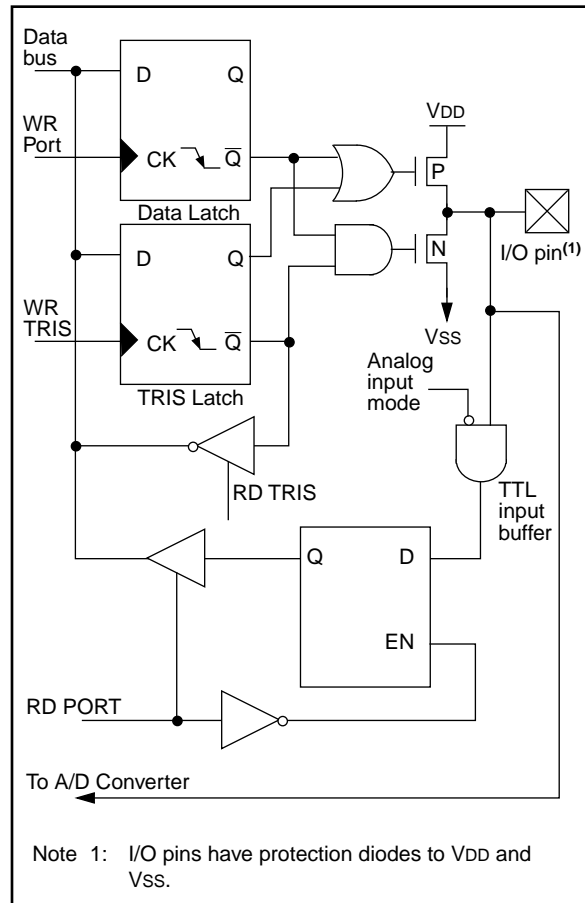 Data
bus
D
Q
WR
Port
CK
Q̅
Data Latch
VDD
P
I/O pin(1)
D
Q
N
WR
TRIS
CK
Q̅
TRIS Latch
VSS
Analog
input
mode
RD TRIS
TTL
input
buffer
Q
D
EN
RD PORT
To A/D Converter
Note 1: I/O pins have protection diodes to VDD and
VSS.